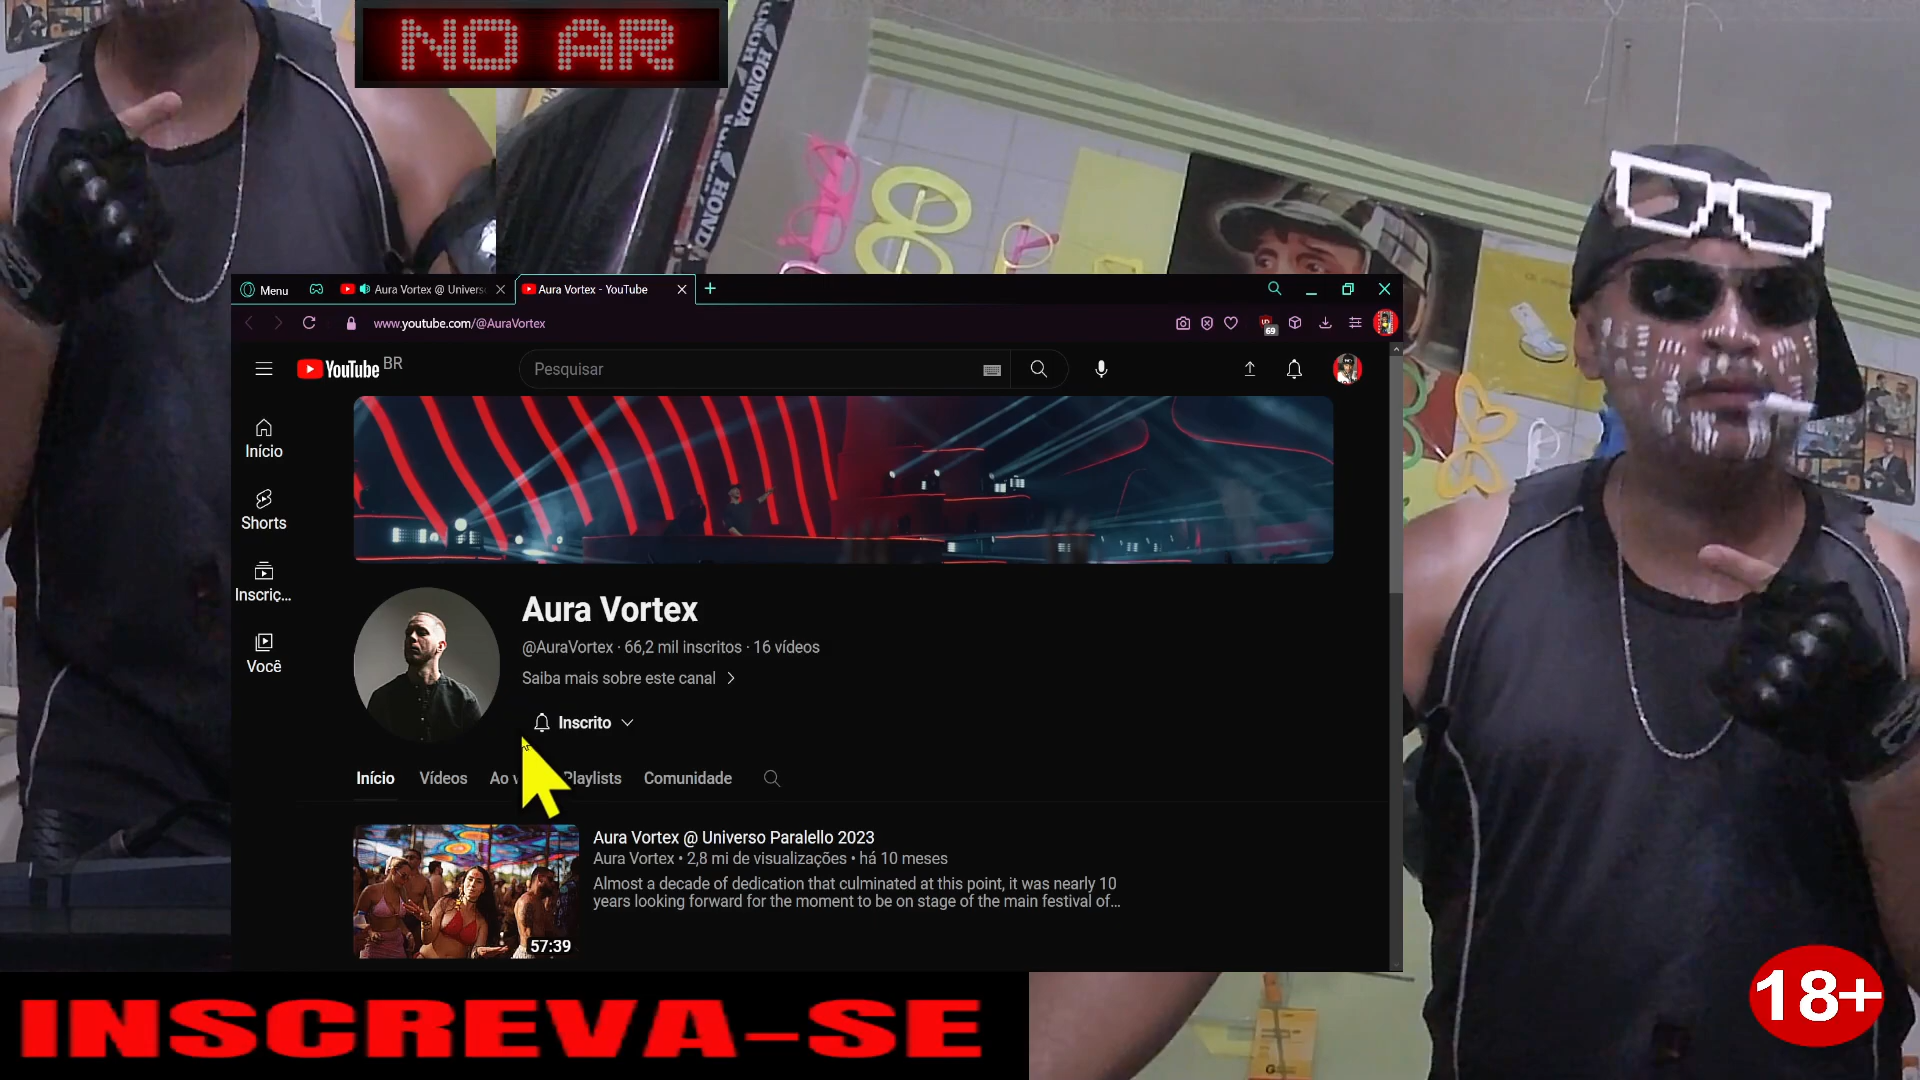 NO AR
HONDA
HONDA
Menu
Aura Vortex @ Univers
Aura Vortex - YouTube
www.youtube.com/@AuraVortex
69
YouTube BR
Pesquisar
Início
Shorts
Inscriç...
Você
Aura Vortex
@AuraVortex · 66,2 mil inscritos · 16 vídeos
Saiba mais sobre este canal
Inscrito
Início
Vídeos
Ao v
Playlists
Comunidade
Aura Vortex @ Universo Paralello 2023
Aura Vortex • 2,8 mi de visualizações • há 10 meses
Almost a decade of dedication that culminated at this point, it was nearly 10
years looking forward for the moment to be on stage of the main festival of...
57:39
INSCREVA-SE
18+